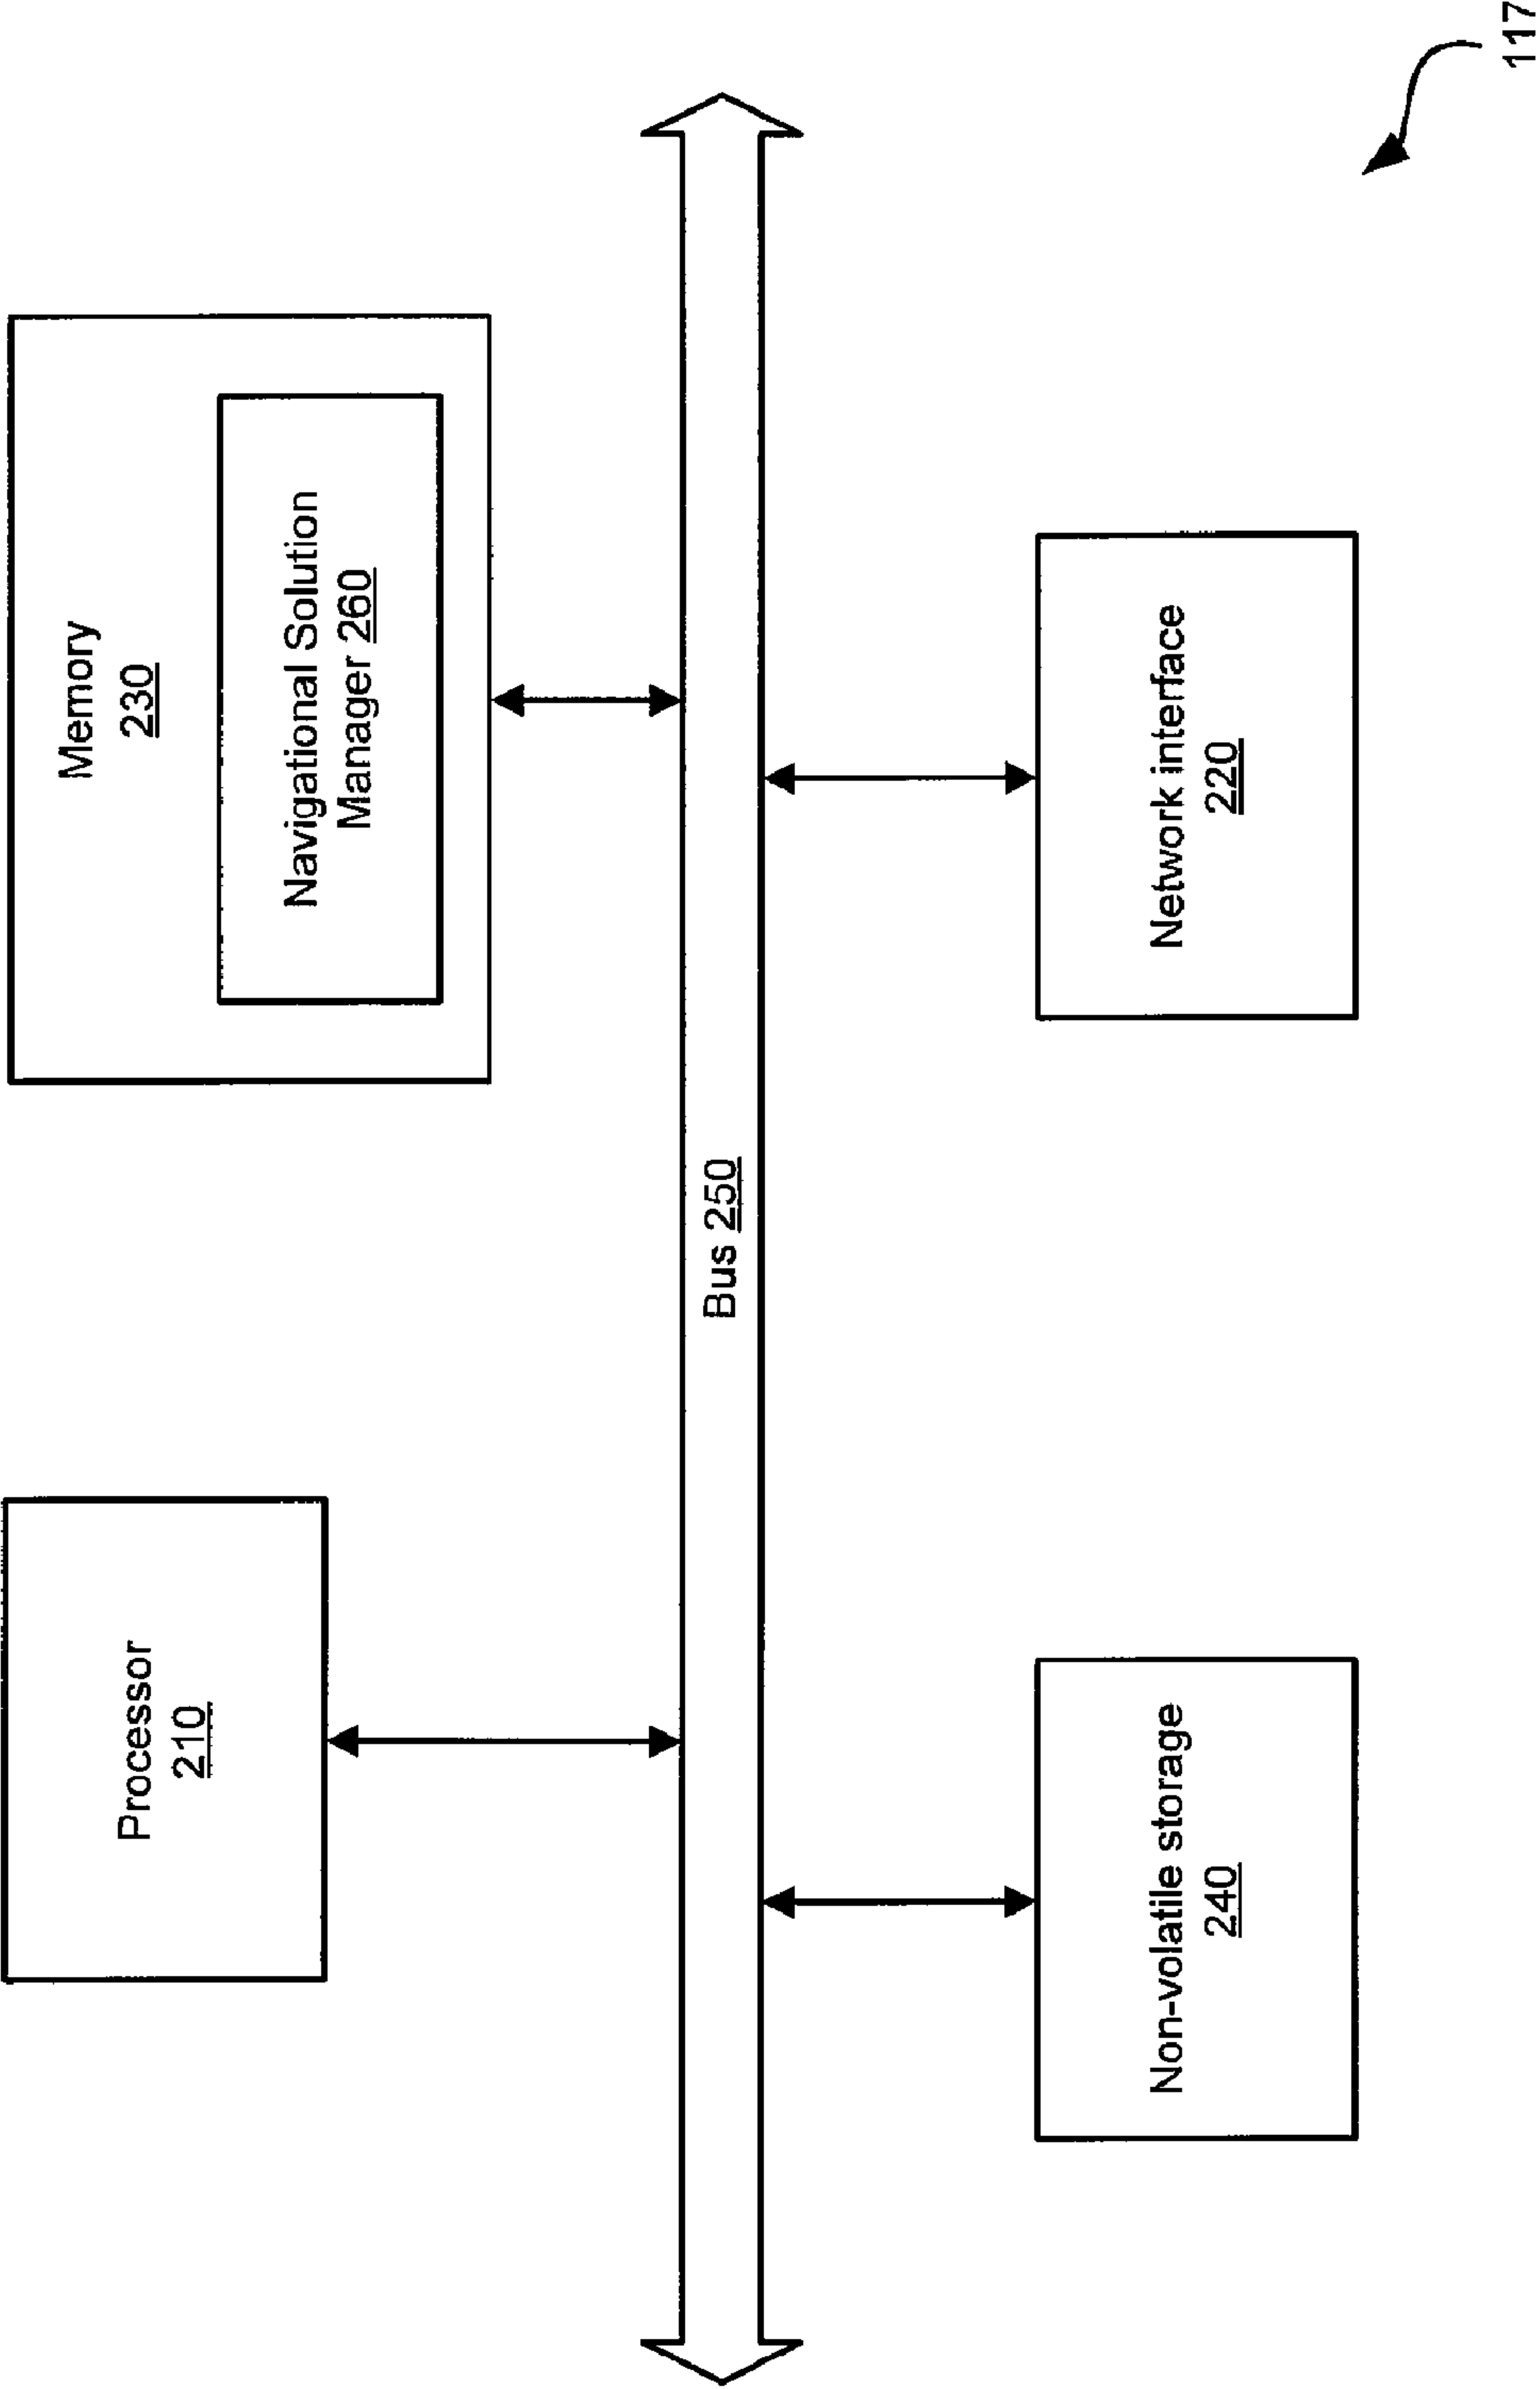 Processor
210
Memory
230
Navigational Solution
Manager 260
Bus 250
Non-volatile storage
240
Network interface
220
117